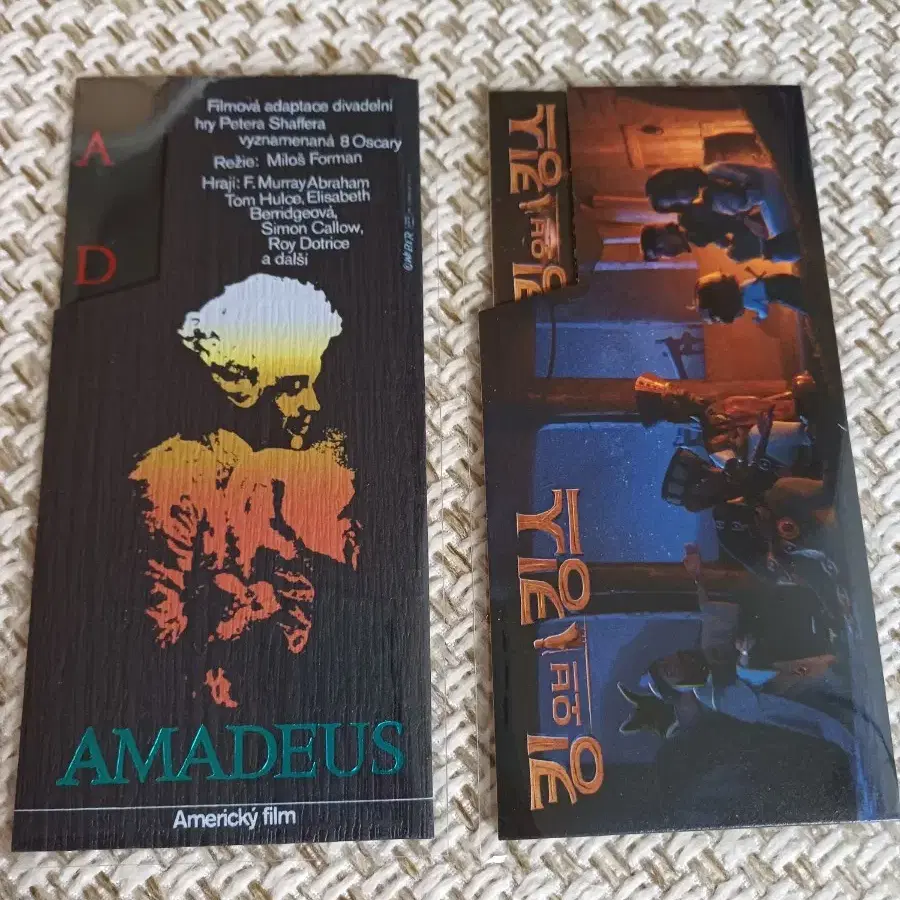 A
D
Filmová adaptace divadelní
hry Petera Shaffera
vyznamenaná 8 Oscary
Režie: Miloš Forman
Hrají: F. Murray Abraham
Tom Hulce, Elisabeth
Berridgeová,
Simon Callow,
Roy Dotrice
a další
AMADEUS
Americký film